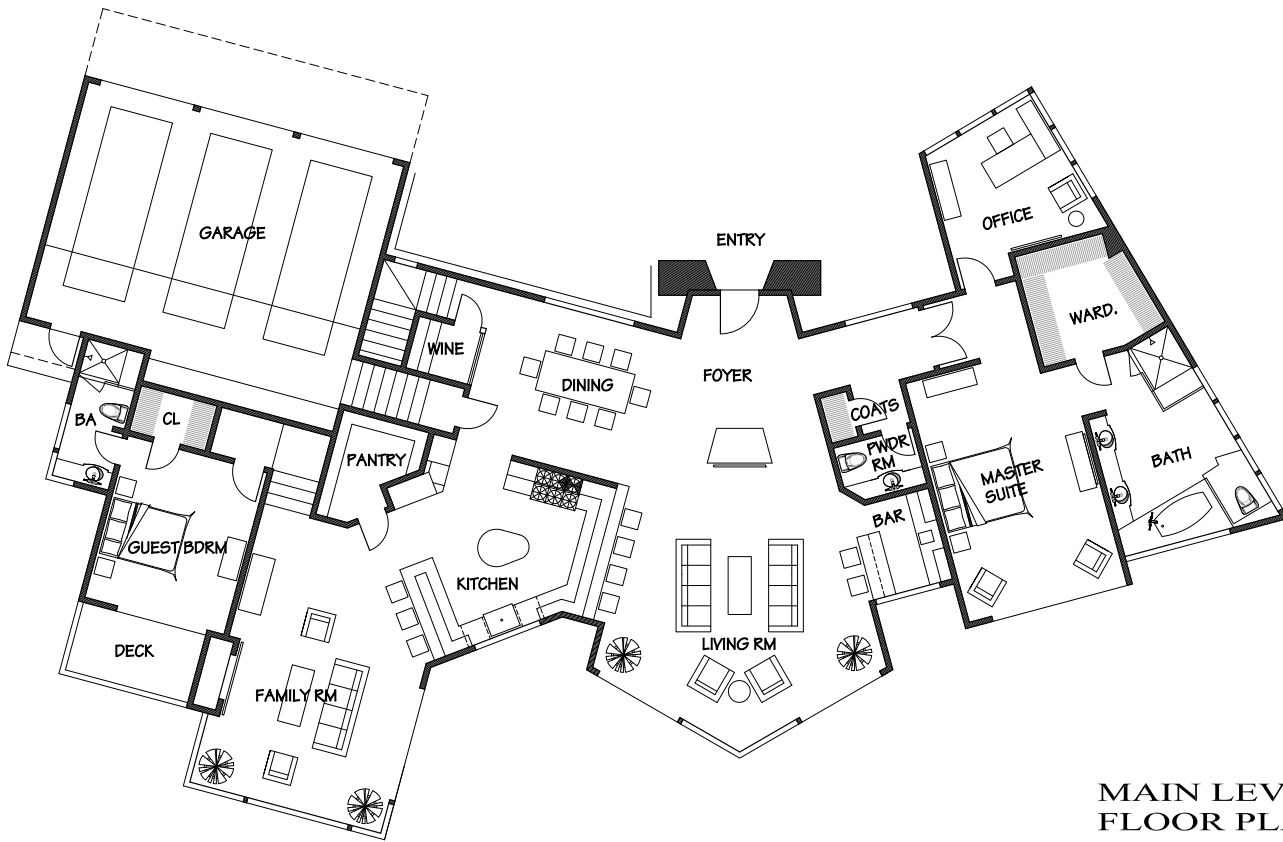 GARAGE
ENTRY
OFFICE
WARD.
WINE
DINING
FOYER
COATS
BA
CL
PANTRY
PWDR
RM
MASTER
SUITE
BATH
BAR
GUEST BDRM
KITCHEN
DECK
LIVING RM
FAMILY RM
MAIN LEV
FLOOR PLA